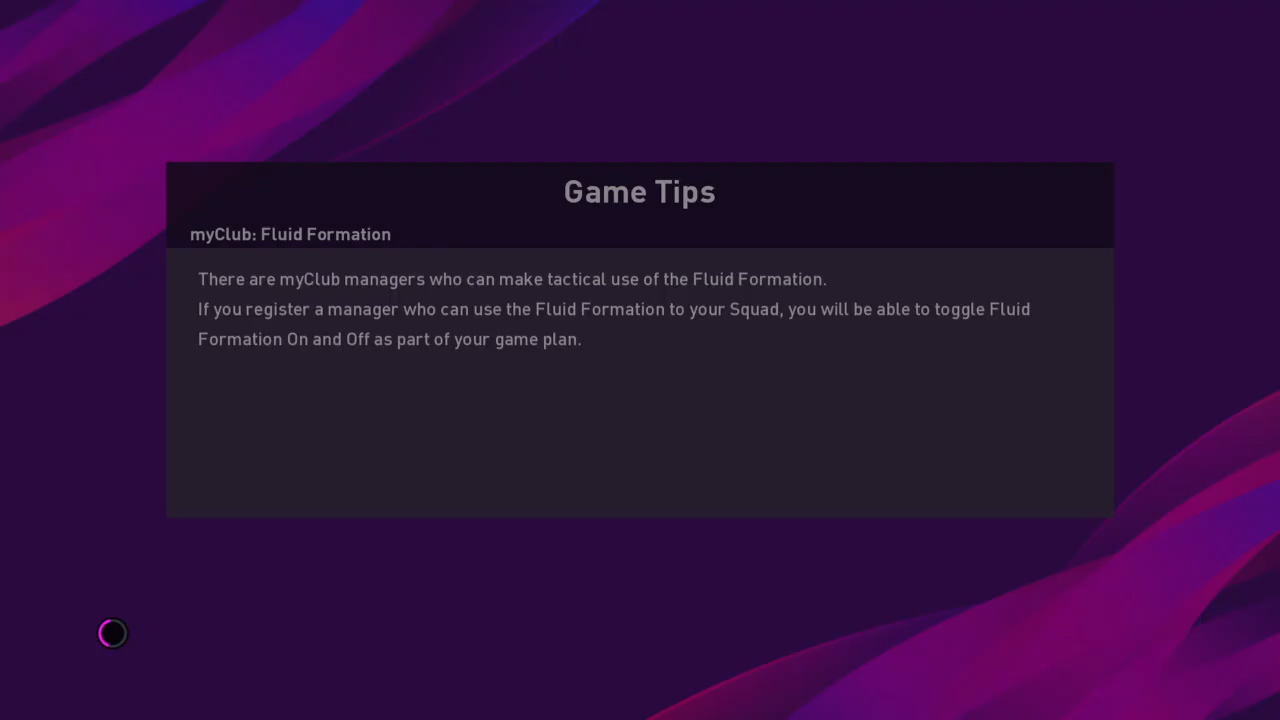 Game Tips
myClub: Fluid Formation
There are myClub managers who can make tactical use of the Fluid Formation.
If you register a manager who can use the Fluid Formation to your Squad, you will be able to toggle Fluid
Formation On and Off as part of your game plan.